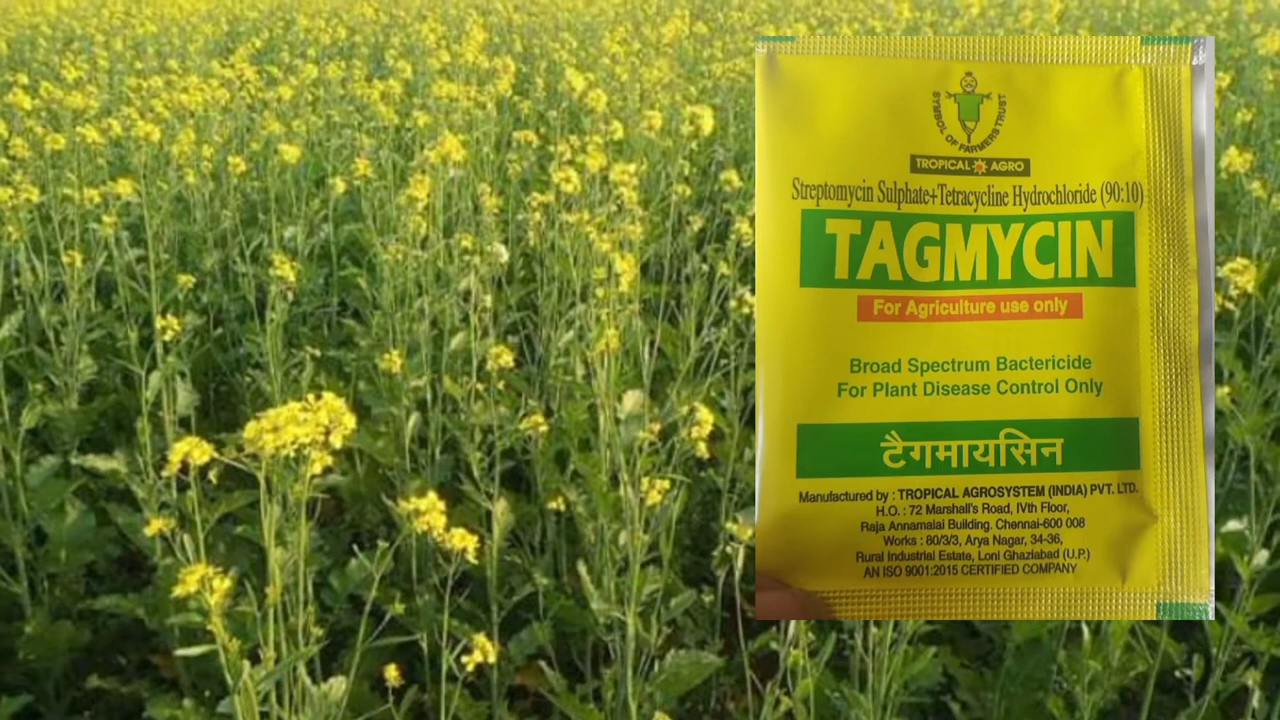 SYMBOL OF FARMERS TRUST
TROPICAL AGRO
Streptomycin Sulphate+Tetracycline Hydrochloride (90:10)
TAGMYCIN
For Agriculture use only
Broad Spectrum Bactericide
For Plant Disease Control Only
टैगमायसिन
Manufactured by : TROPICAL AGROSYSTEM (INDIA) PVT. LTD.
H.O. : 72 Marshall's Road, IVth Floor,
Raja Annamalai Building. Chennai-600 008
Works : 80/3/3, Arya Nagar, 34-36,
Rural Industrial Estate, Loni Ghaziabad (U.P.)
AN ISO 9001:2015 CERTIFIED COMPANY